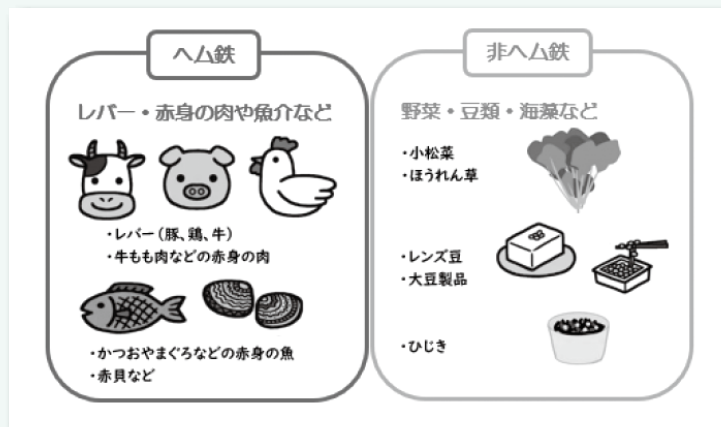 ヘム鉄
レバー・赤身の肉や魚介など
・レバー（豚、鶏、牛）
・牛もも肉などの赤身の肉
・かつおやまぐろなどの赤身の魚
・赤貝など
非ヘム鉄
野菜・豆類・海藻など
・小松菜
・ほうれん草
・レンズ豆
・大豆製品
・ひじき